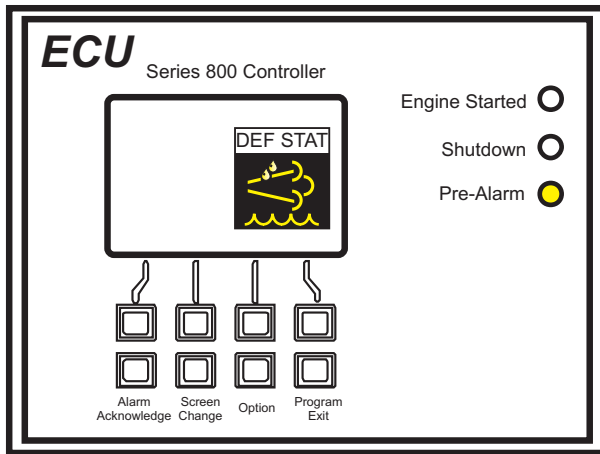 ECU
Series 800 Controller
DEF STAT
Engine Started
Shutdown
Pre-Alarm
Alarm
Acknowledge
Screen
Change
Option
Program
Exit